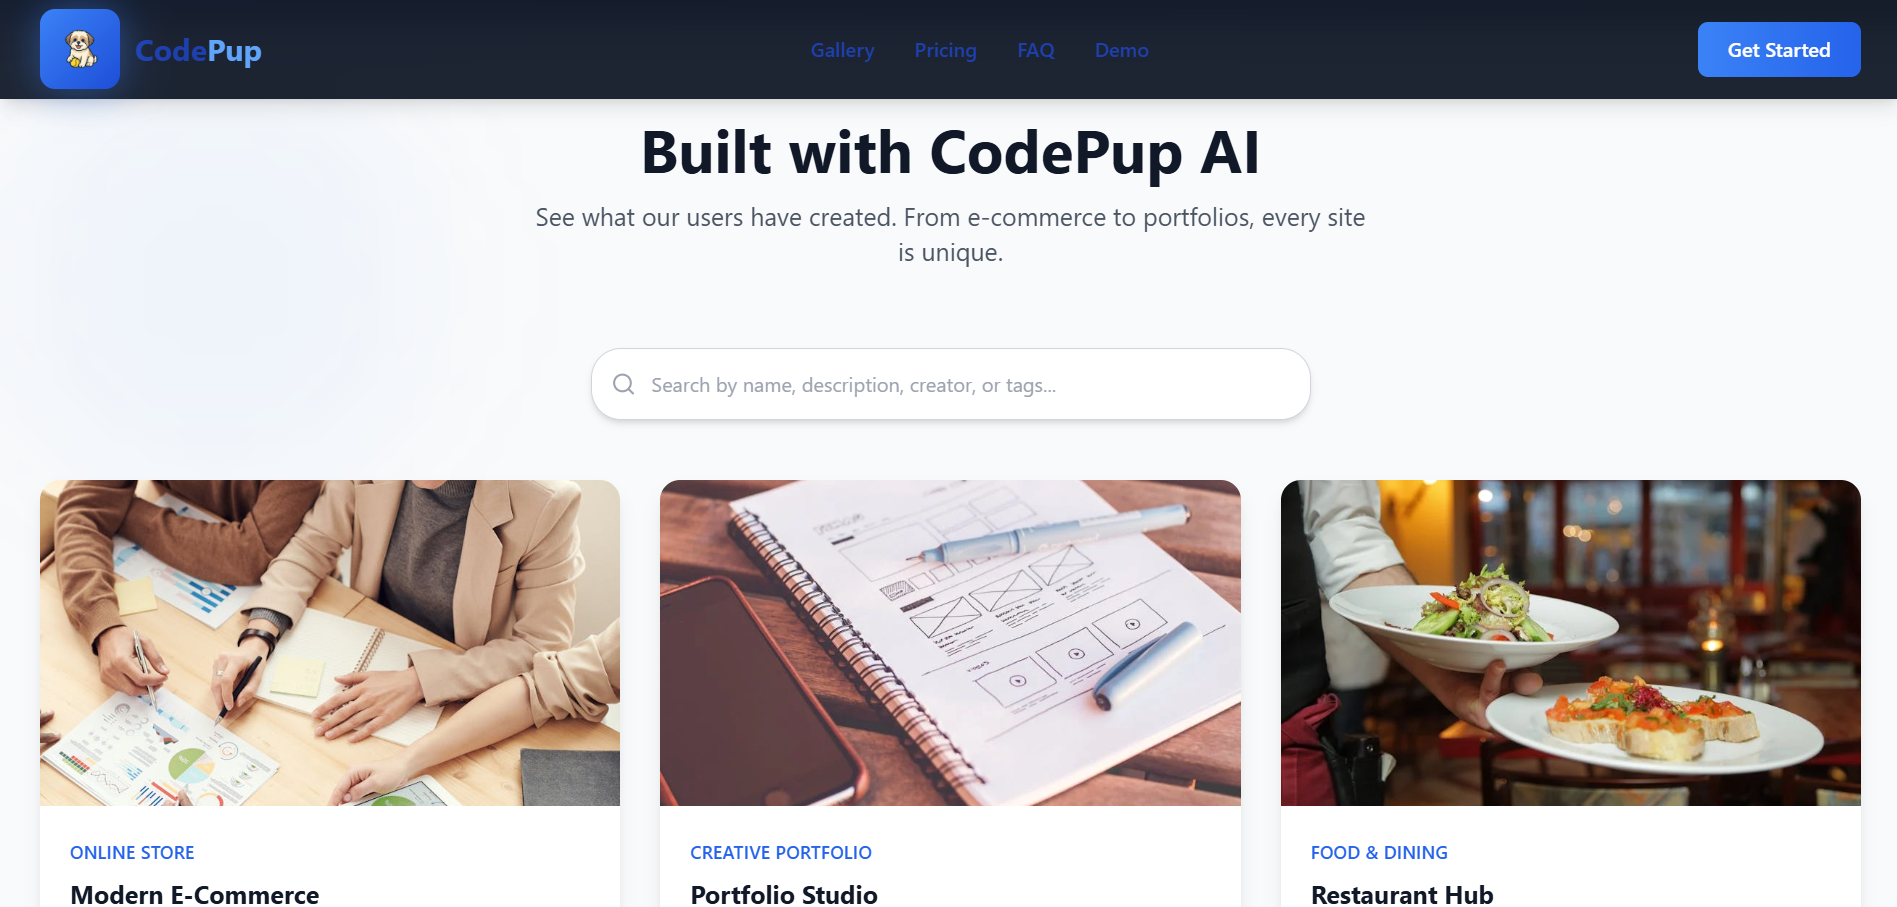 CodePup
Gallery
Pricing
FAQ
Demo
Get Started
Built with CodePup AI
See what our users have created. From e-commerce to portfolios, every site
is unique.
Search by name, description, creator, or tags...
ONLINE STORE
Modern E-Commerce
CREATIVE PORTFOLIO
Portfolio Studio
FOOD & DINING
Restaurant Hub